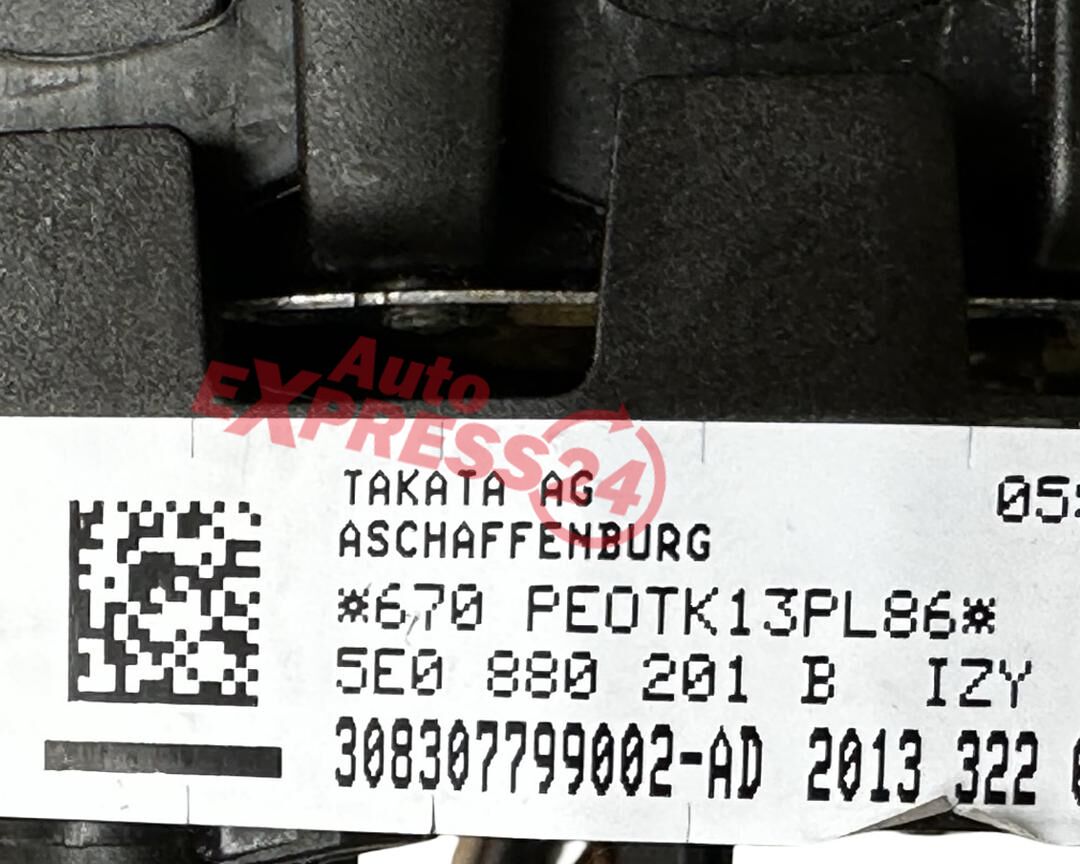 Auto
EXPRESS24
TAKATA AG
ASCHAFFENBURG
*670 PEOTK13PL86*
5E0 880 201 B IZY
308307799002-AD 2013 322